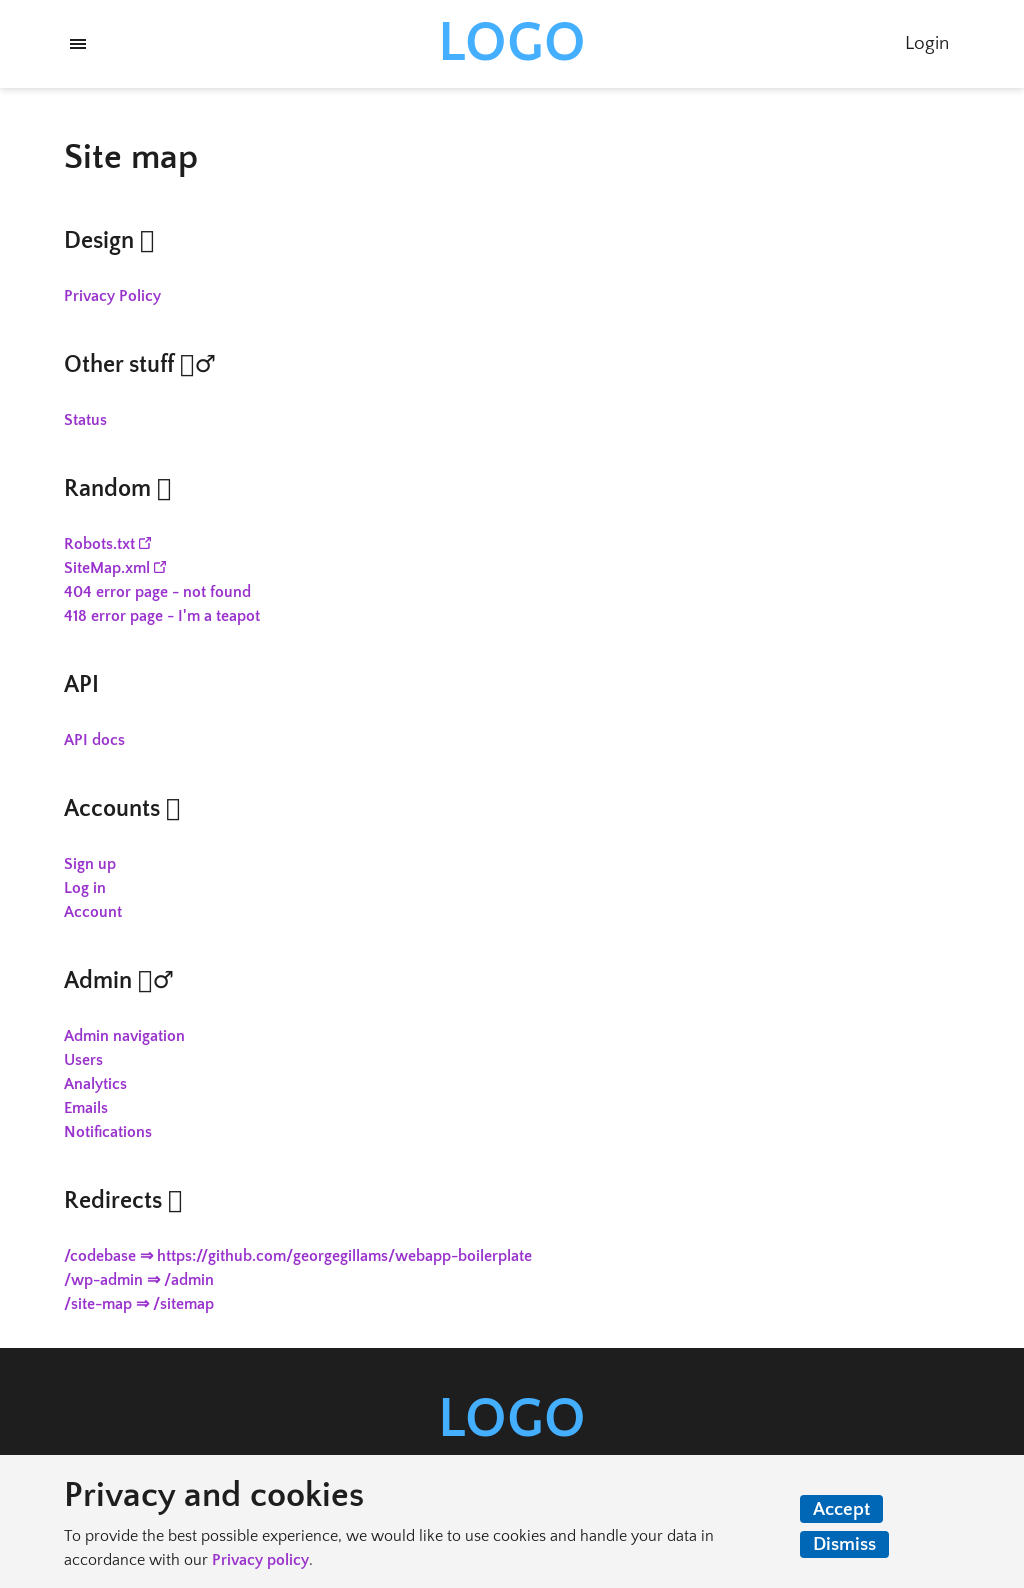 LOGO
Login
Site map
Design
Privacy Policy
Other stuff ♂
Status
Random
Robots.txt
SiteMap.xml
404 error page - not found
418 error page - I'm a teapot
API
API docs
Accounts
Sign up
Log in
Account
Admin ♂
Admin navigation
Users
Analytics
Emails
Notifications
Redirects
/codebase ⇒ https://github.com/georgegillams/webapp-boilerplate
/wp-admin ⇒ /admin
/site-map ⇒ /sitemap
LOGO
Privacy and cookies
To provide the best possible experience, we would like to use cookies and handle your data in
accordance with our Privacy policy.
Accept
Dismiss